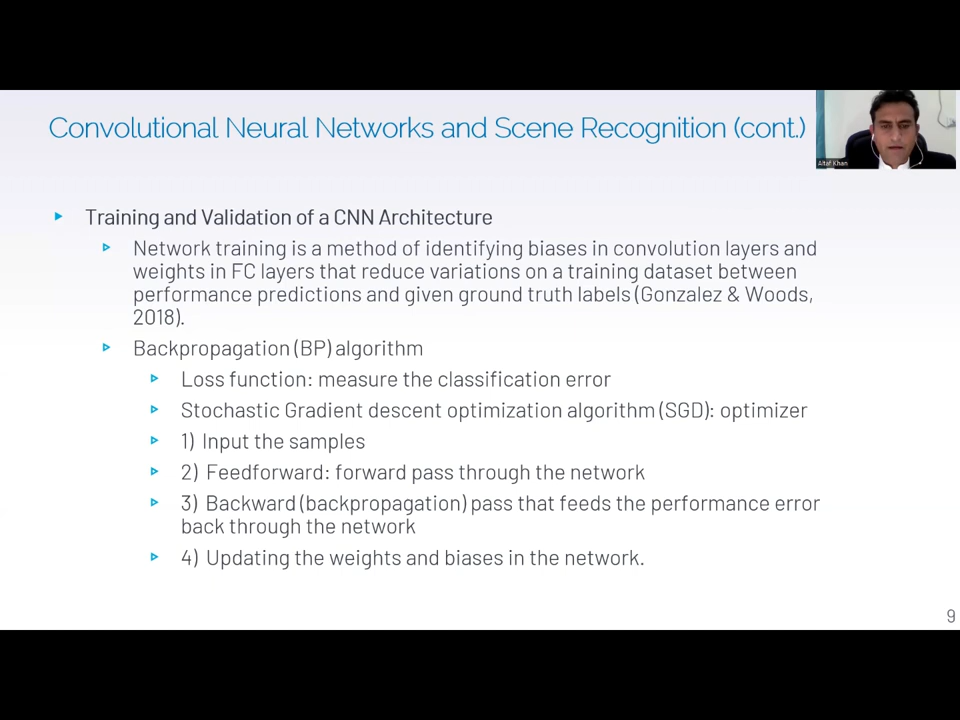 Convolutional Neural Networks and Scene Recognition (cont.)
Altaf Khan
Training and Validation of a CNN Architecture
Network training is a method of identifying biases in convolution layers and
weights in FC layers that reduce variations on a training dataset between
performance predictions and given ground truth labels (Gonzalez & Woods,
2018).
Backpropagation (BP) algorithm
Loss function: measure the classification error
Stochastic Gradient descent optimization algorithm (SGD): optimizer
1) Input the samples
2) Feedforward: forward pass through the network
3) Backward (backpropagation) pass that feeds the performance error
back through the network
4) Updating the weights and biases in the network.
9